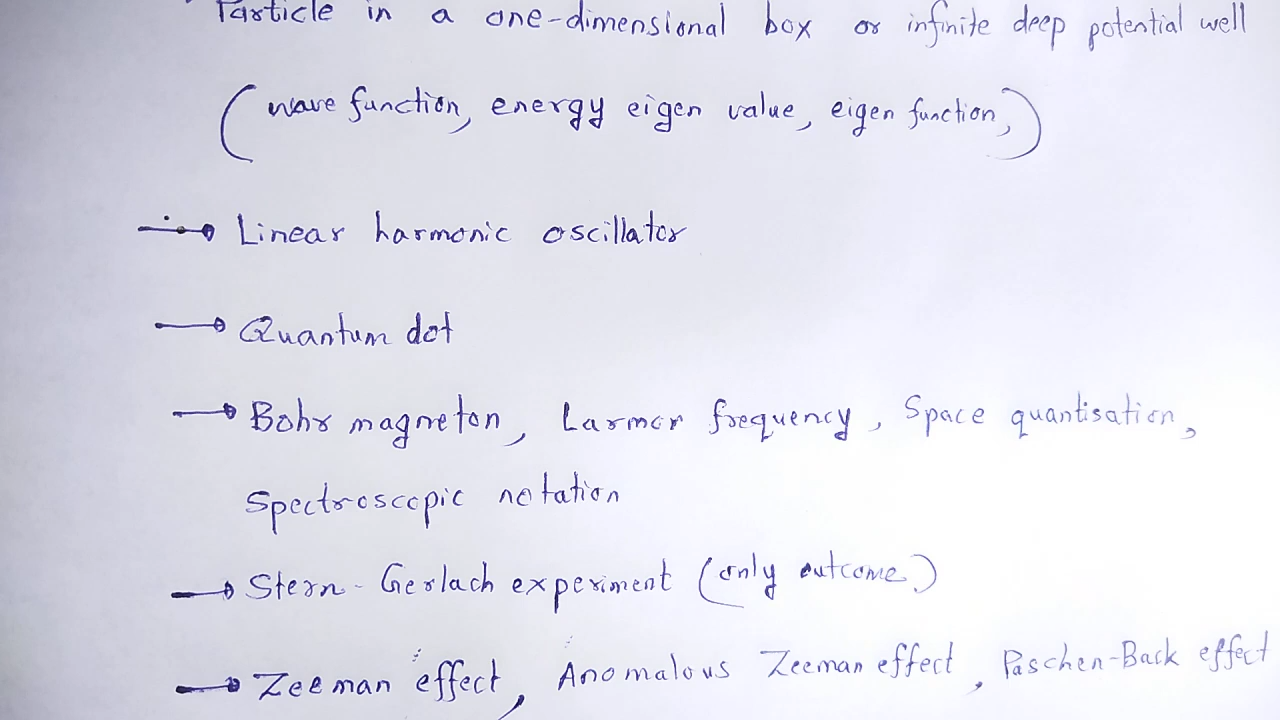 Particle in a one-dimensional box or infinite deep potential well
(wave function, energy eigen value, eigen function,)
Linear harmonic oscillator
Quantum dot
Bohr magneton, Larmor frequency, Space quantisation,
Spectroscopic notation
Stern-Gerlach experiment (only outcome)
Zeeman effect, Anomalous Zeeman effect, Paschen-Back effect